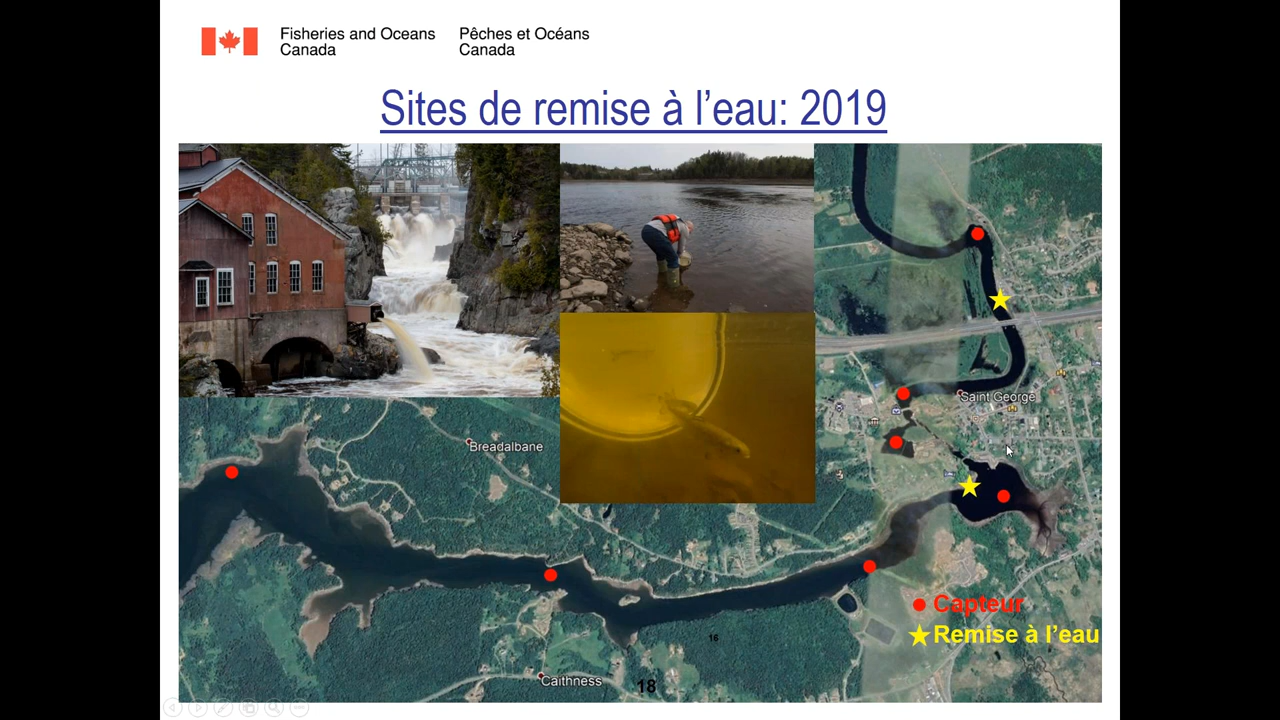 Fisheries and Oceans
Canada
Pêches et Océans
Canada
Sites de remise à l’eau: 2019
Saint George
Breadalbane
Capteur
Remise à l’eau
16
Caithness
18